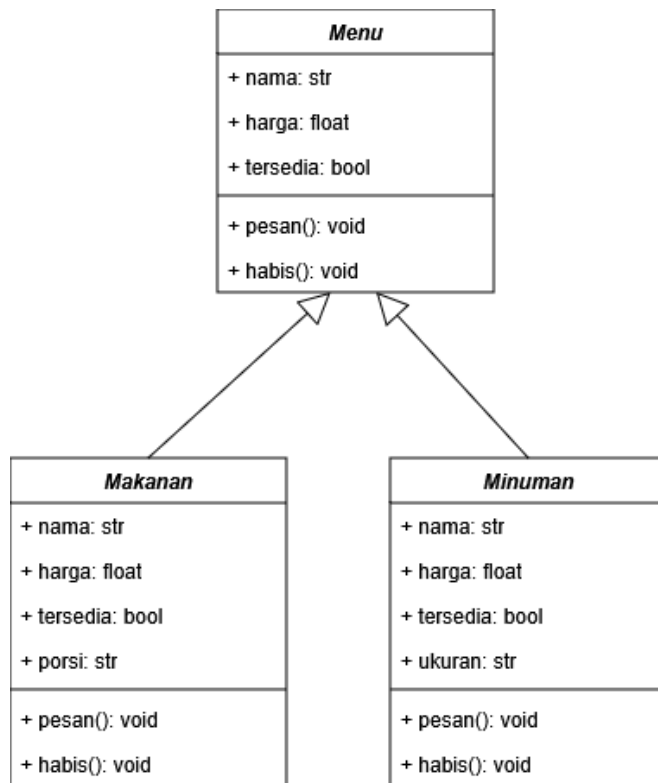 Menu
+ nama: str
+ harga: float
+ tersedia: bool
+ pesan(): void
+ habis(): void
Makanan
+ nama: str
+ harga: float
+ tersedia: bool
+ porsi: str
+ pesan(): void
+ habis(): void
Minuman
+ nama: str
+ harga: float
+ tersedia: bool
+ ukuran: str
+ pesan(): void
+ habis(): void